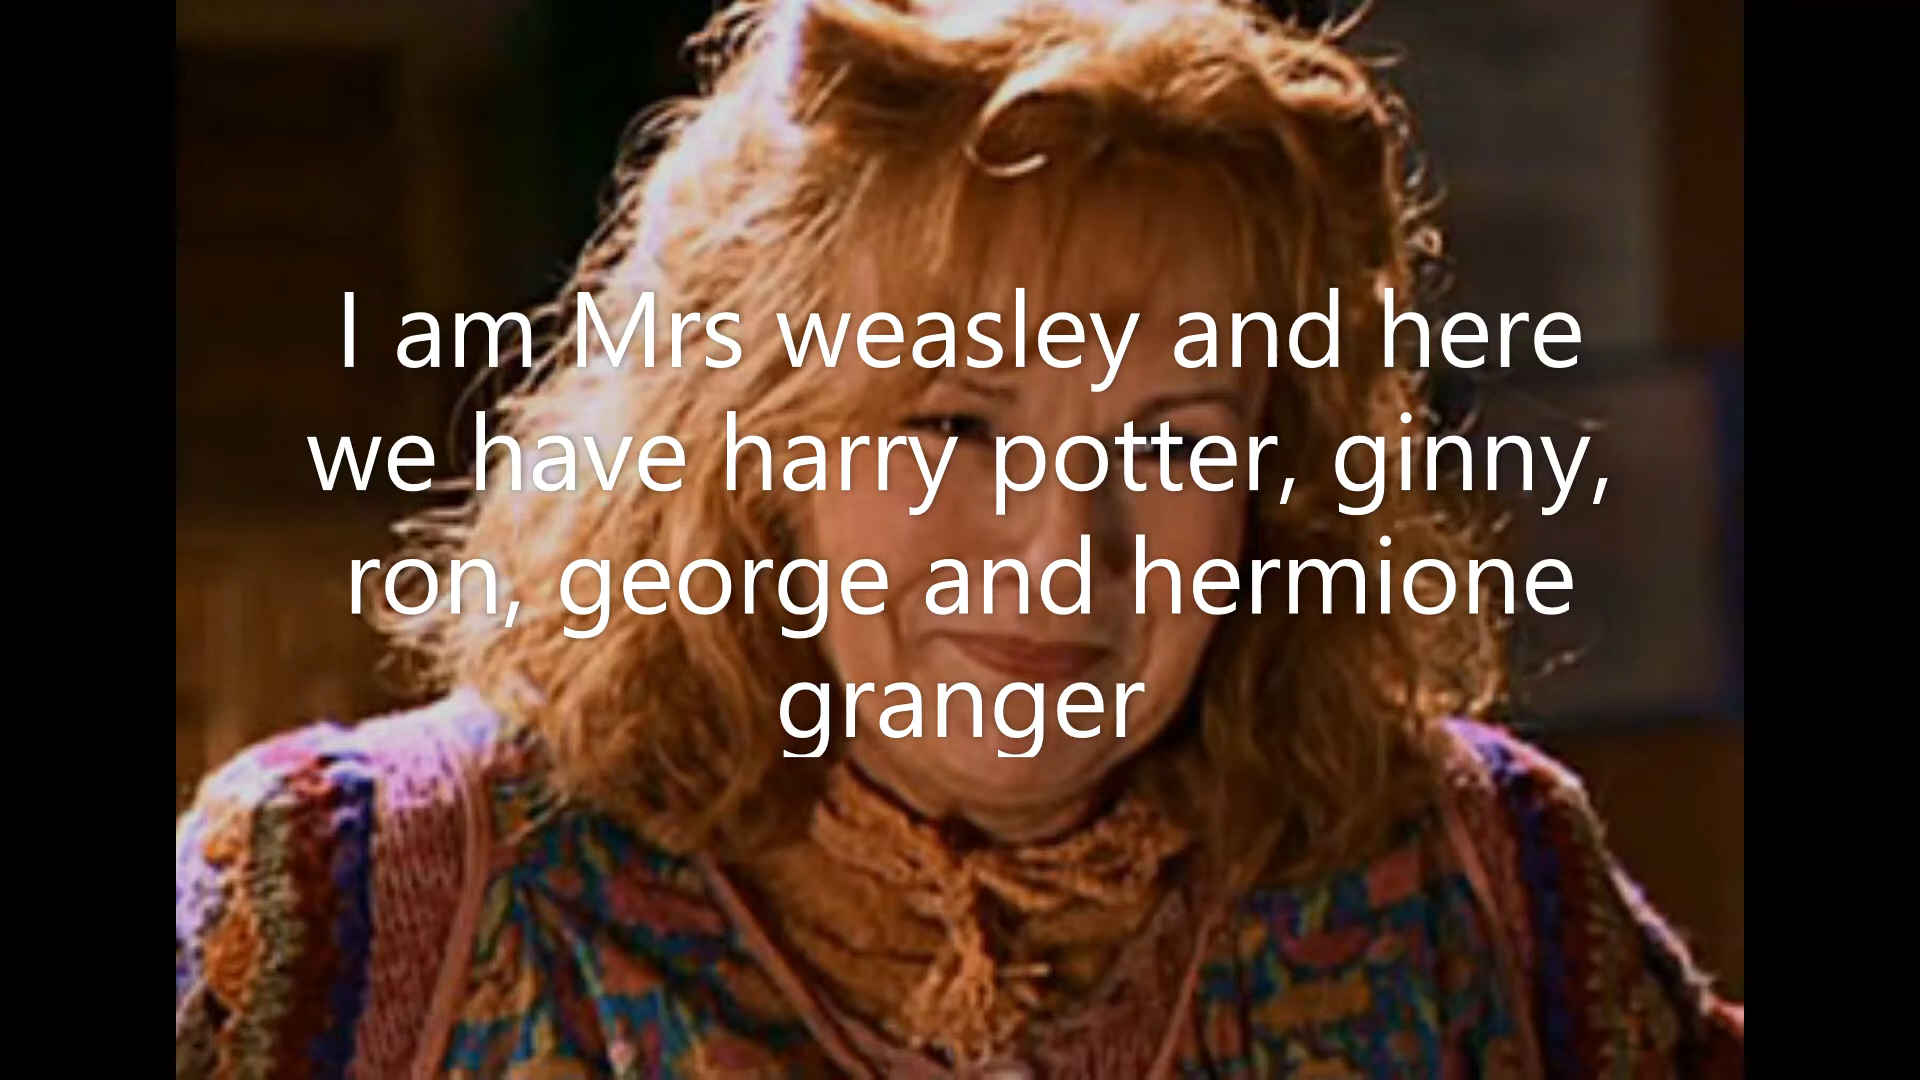 I am Mrs weasley and here
we have harry potter, ginny,
ron, george and hermione
granger